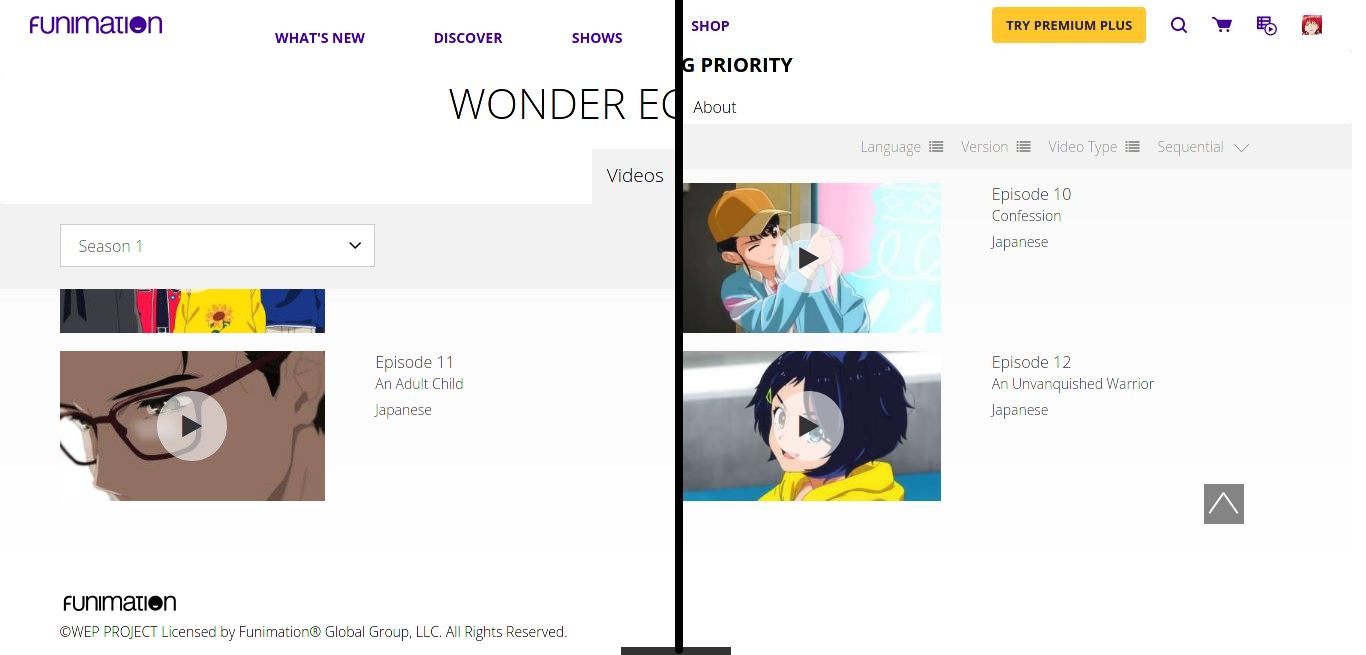 FUNIMATION
WHAT'S NEW
DISCOVER
SHOWS
SHOP
TRY PREMIUM PLUS
G PRIORITY
WONDER EG
About
Videos
Language
Version
Video Type
Sequential
Season 1
Episode 10
Confession
Japanese
Episode 11
An Adult Child
Japanese
Episode 12
An Unvanquished Warrior
Japanese
FUNIMATION
©WEP PROJECT Licensed by Funimation® Global Group, LLC. All Rights Reserved.